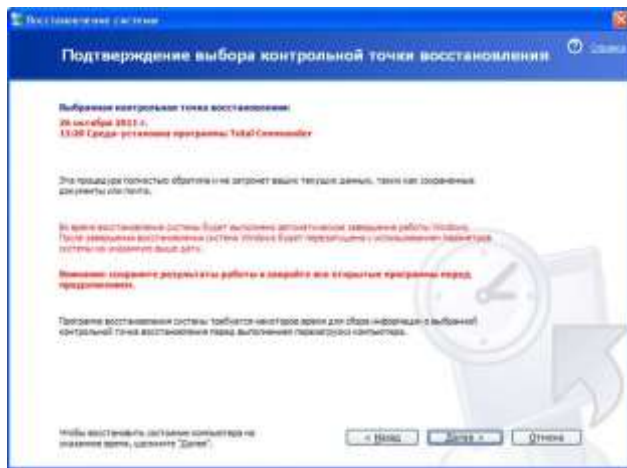 Восстановление системы
Подтверждение выбора контрольной точки восстановления
Справка
Выбранная контрольная точка восстановления:
26 октября 2011 г.
Среда установка программы Total Commander
Эта процедура полностью обратима и не затронет ваших текущих данных, таких как сохраненные
документы или почта.
Во время восстановления системы будет выполнено автоматическое завершение работы Windows.
После завершения восстановления система Windows будет перезапущена с использованием параметров
системы на указанную выше дату.
Внимание: сохраните результаты работы и закройте все открытые программы перед
продолжением.
Программе восстановления системы требуется некоторое время для сбора информации о выбранной
контрольной точке восстановления перед выполнением перезагрузки компьютера.
Чтобы восстановить состояние компьютера на
указанное время, щелкните "Далее".
< Назад
Далее >
Отмена